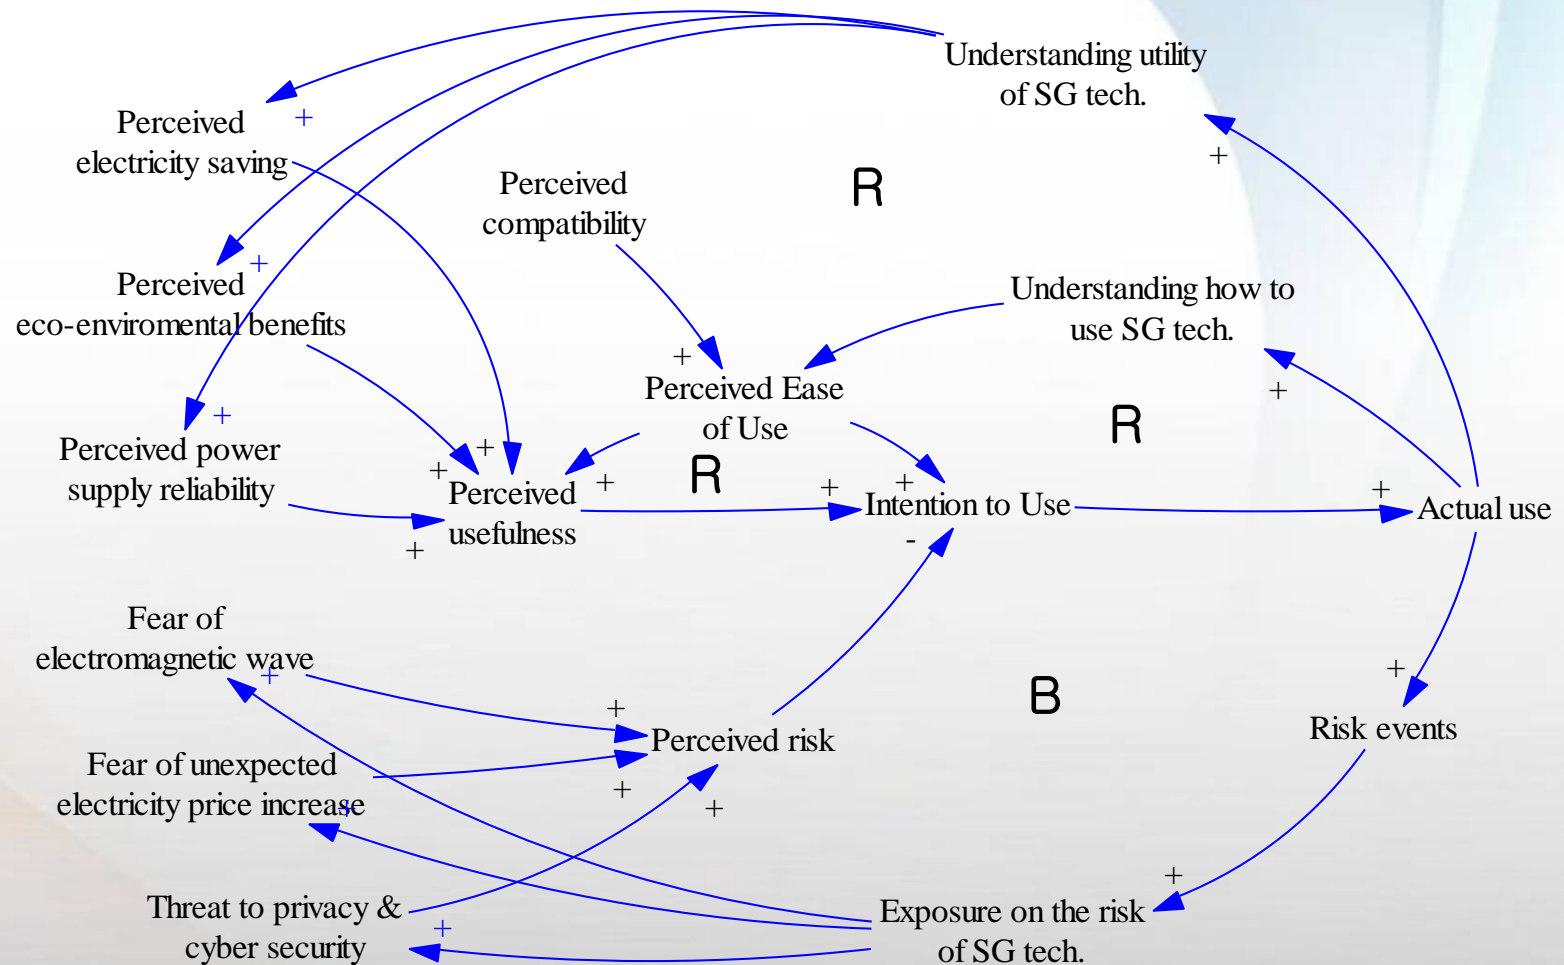 Understanding utility
of SG tech.
+
Perceived
electricity saving
+
Perceived
compatibility
R
+
Perceived
eco-enviromental benefits
Understanding how to
use SG tech.
+
+
Perceived Ease
of Use
+
R
+
Perceived power
supply reliability
+
+
+
R
+
+
+
Perceived
usefulness
Intention to Use
Actual use
+
-
Fear of
electromagnetic wave
+
+
B
+
Risk events
Perceived risk
Fear of unexpected
electricity price increase
+
+
+
+
Threat to privacy &
cyber security
+
Exposure on the risk
of SG tech.